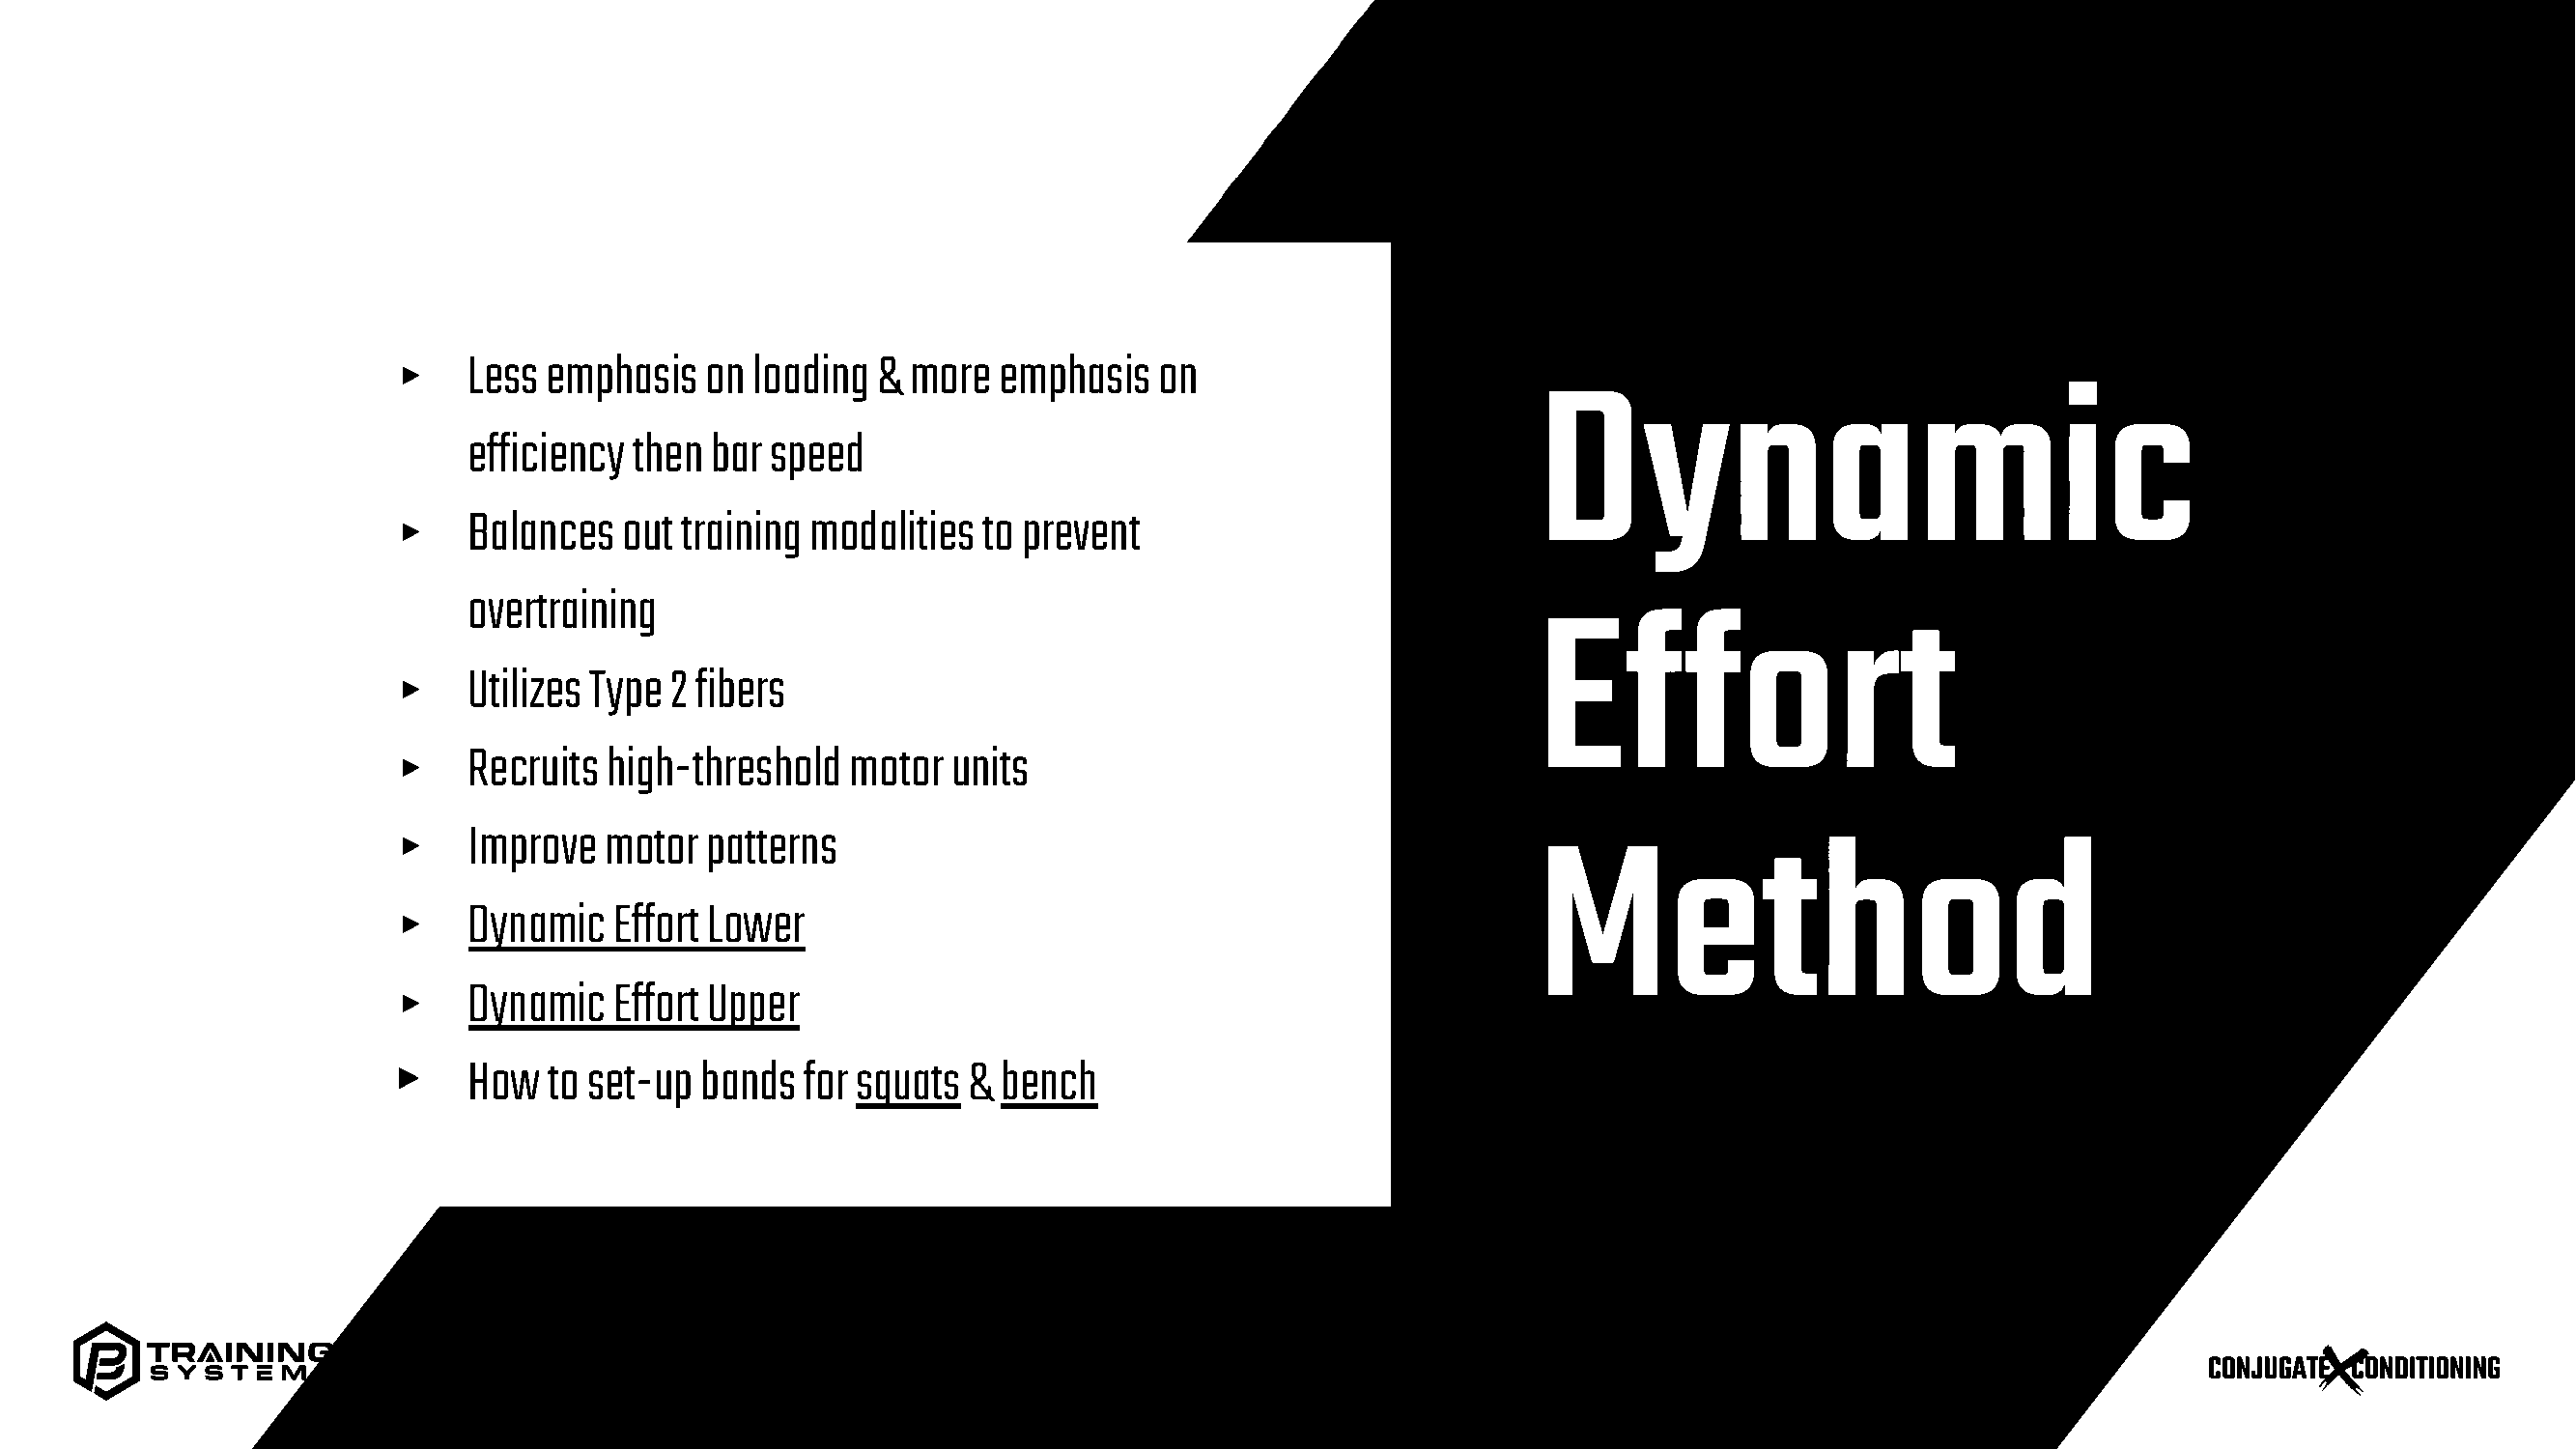 Less emphasis on loading & more emphasis on
efficiency then bar speed
Balances out training modalities to prevent
overtraining
Utilizes Type 2 fibers
Recruits high-threshold motor units
Improve motor patterns
Dynamic Effort Lower
Dynamic Effort Upper
How to set-up bands for squats & bench
Dynamic
Effort
Method
TRAINING
SYSTEM
CONJUGATE X CONDITIONING